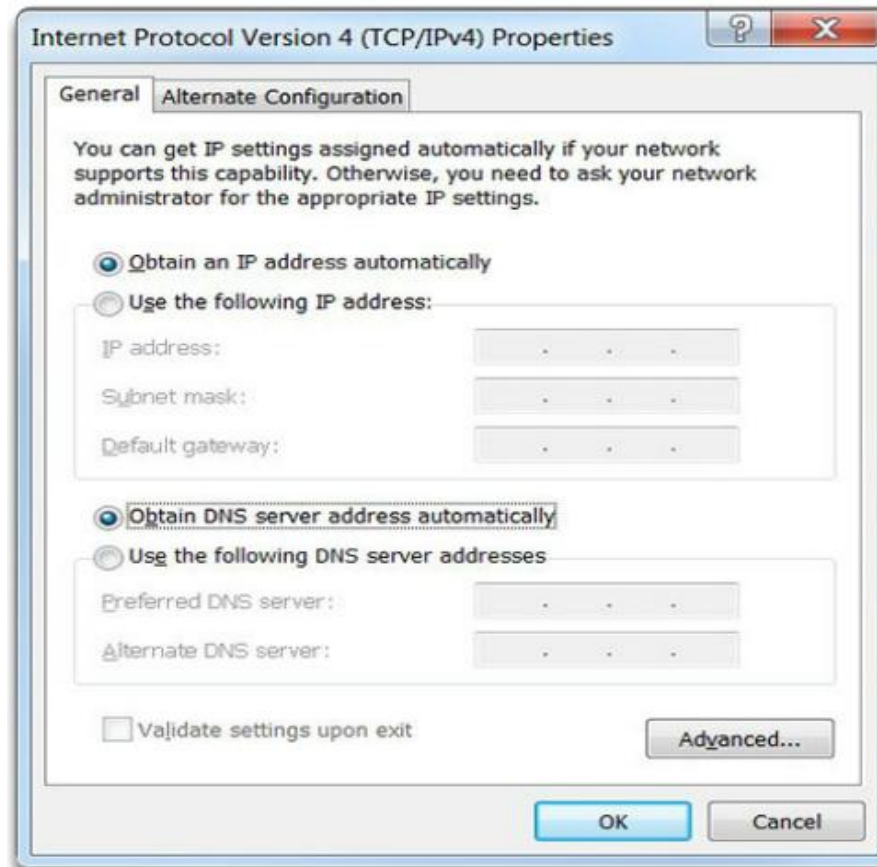 Internet Protocol Version 4 (TCP/IPv4) Properties
General
Alternate Configuration
You can get IP settings assigned automatically if your network
supports this capability. Otherwise, you need to ask your network
administrator for the appropriate IP settings.
Obtain an IP address automatically
Use the following IP address:
IP address:
Subnet mask:
Default gateway:
Obtain DNS server address automatically
Use the following DNS server addresses
Preferred DNS server:
Alternate DNS server:
Validate settings upon exit
Advanced...
OK
Cancel